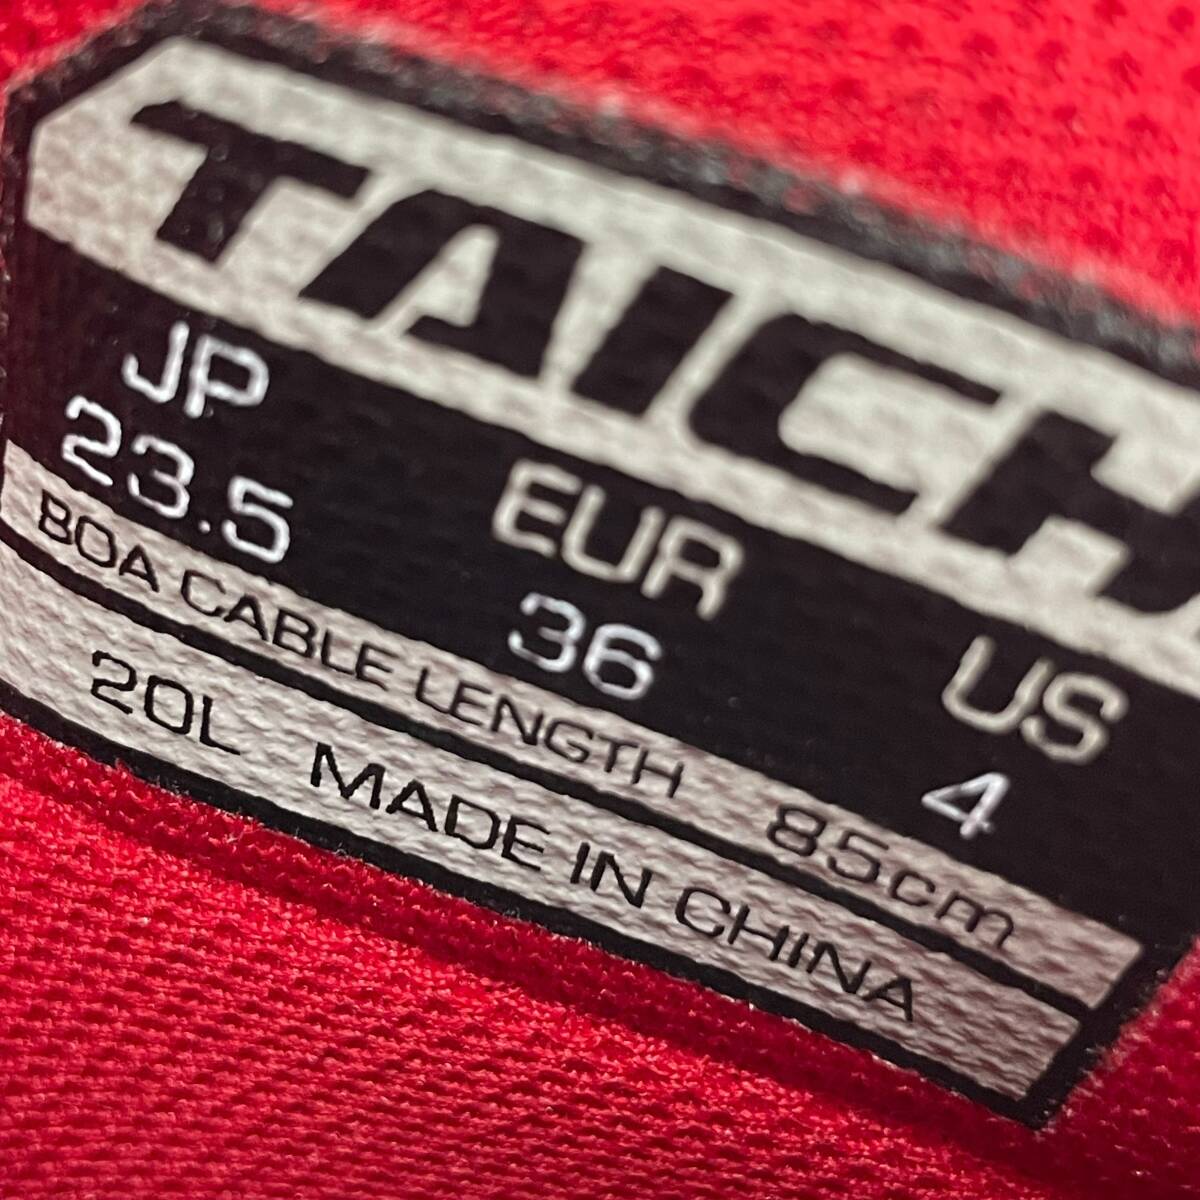 TAICH
JP EUR US
23.5 36 4
BOA CABLE LENGTH 85cm
20L MADE IN CHINA